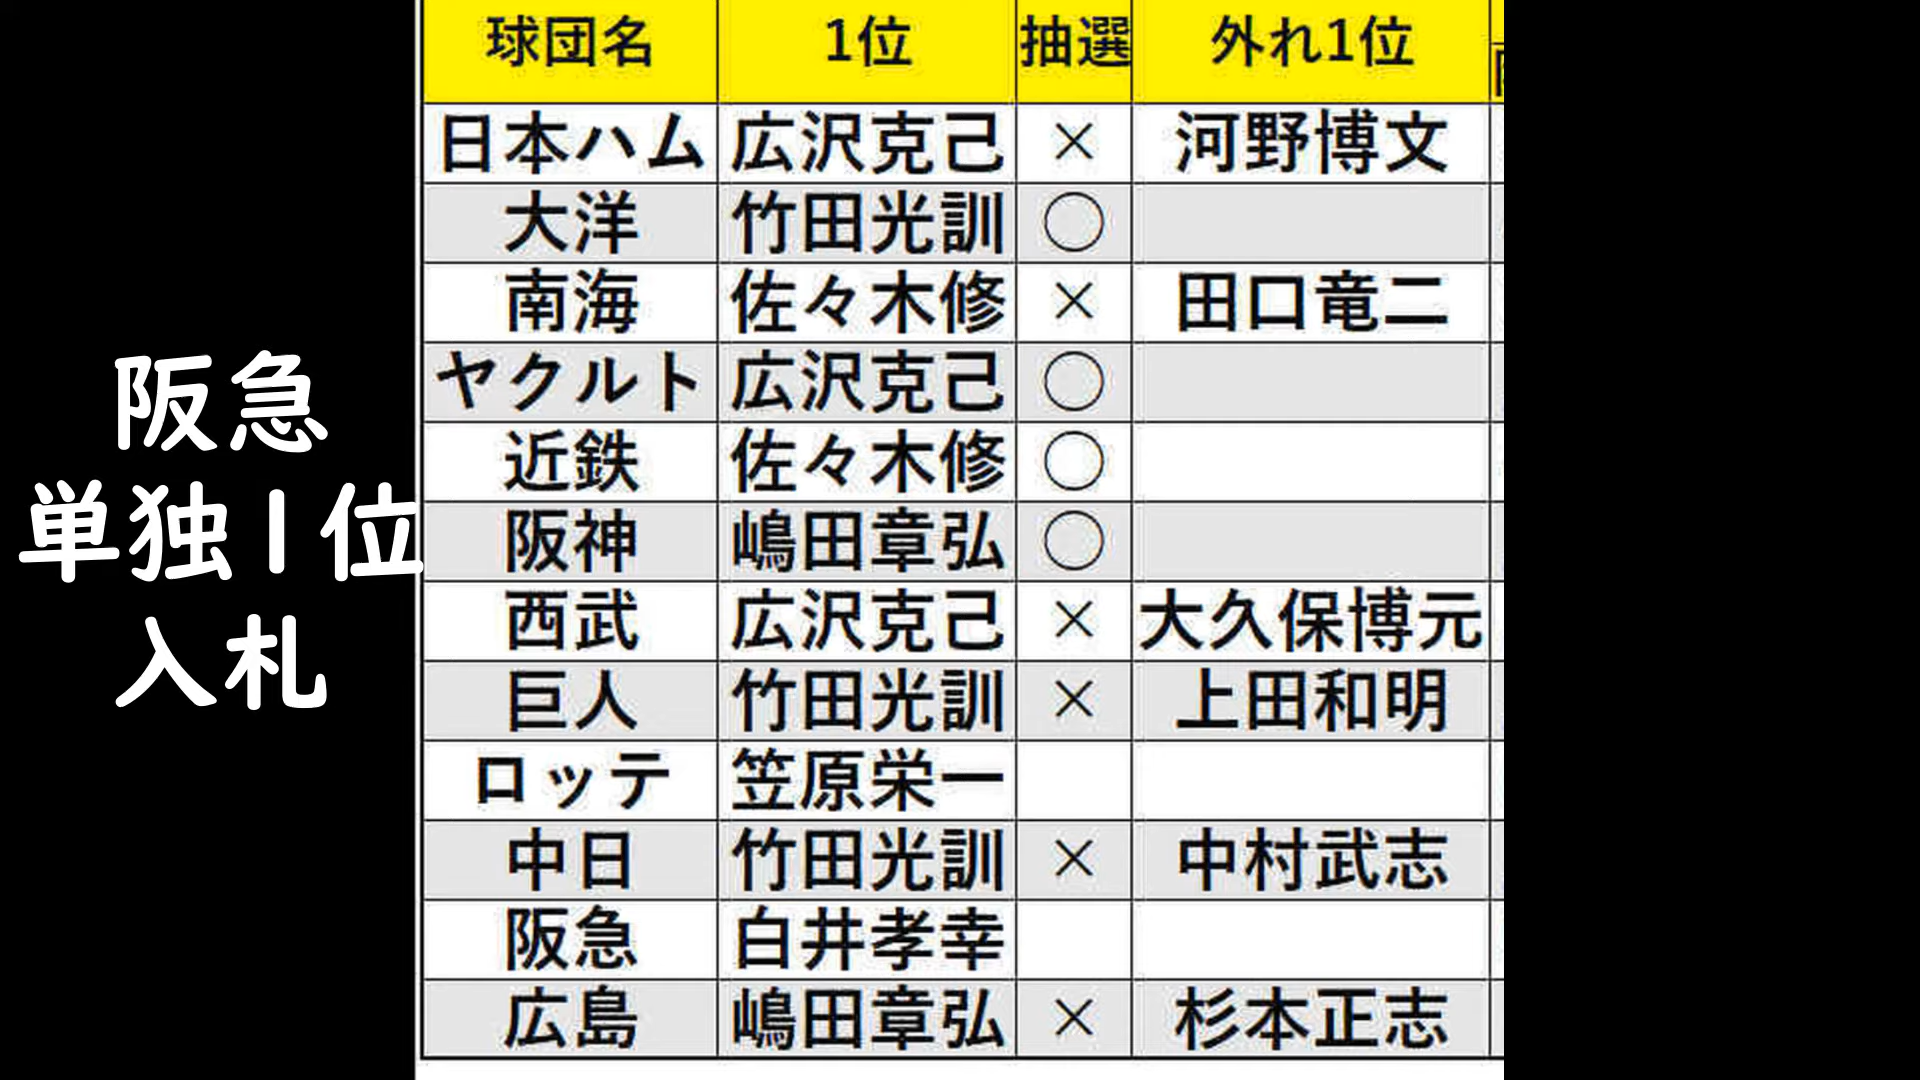 阪急
単独1位
入札
球団名 1位 抽選 外れ1位
日本ハム 広沢克己 × 河野博文
大洋 竹田光訓 ○
南海 佐々木修 × 田口竜二
ヤクルト 広沢克己 ○
近鉄 佐々木修 ○
阪神 嶋田章弘 ○
西武 広沢克己 × 大久保博元
巨人 竹田光訓 × 上田和明
ロッテ 笠原栄一
中日 竹田光訓 × 中村武志
阪急 白井孝幸
広島 嶋田章弘 × 杉本正志